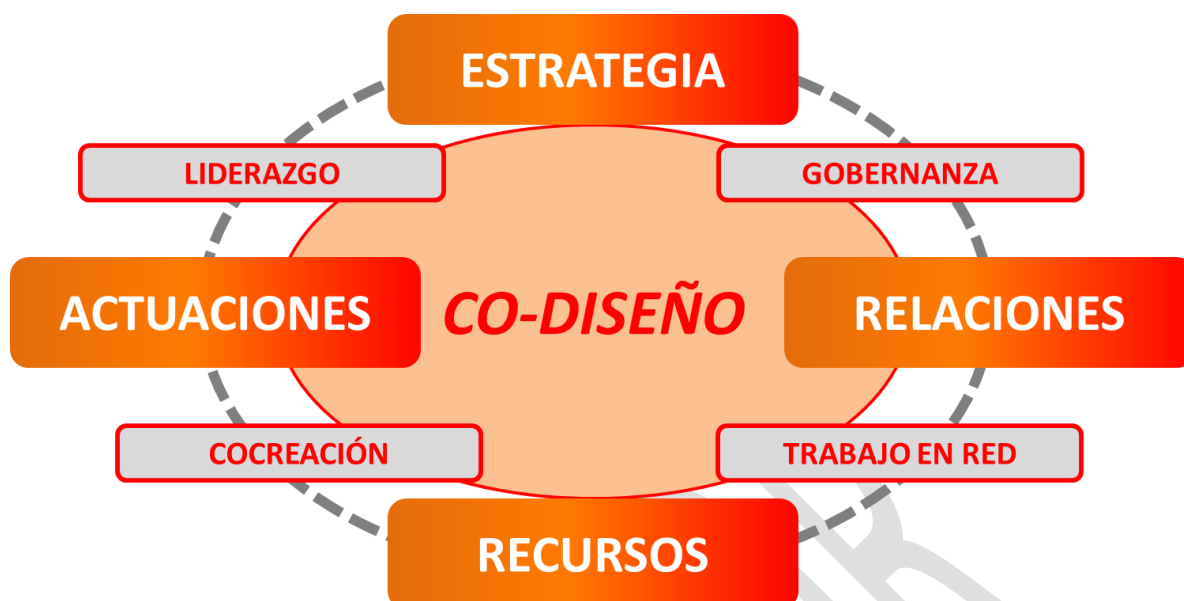 ESTRATEGIA
LIDERAZGO
GOBERNANZA
ACTUACIONES
CO-DISEÑO
RELACIONES
COCREACIÓN
TRABAJO EN RED
RECURSOS